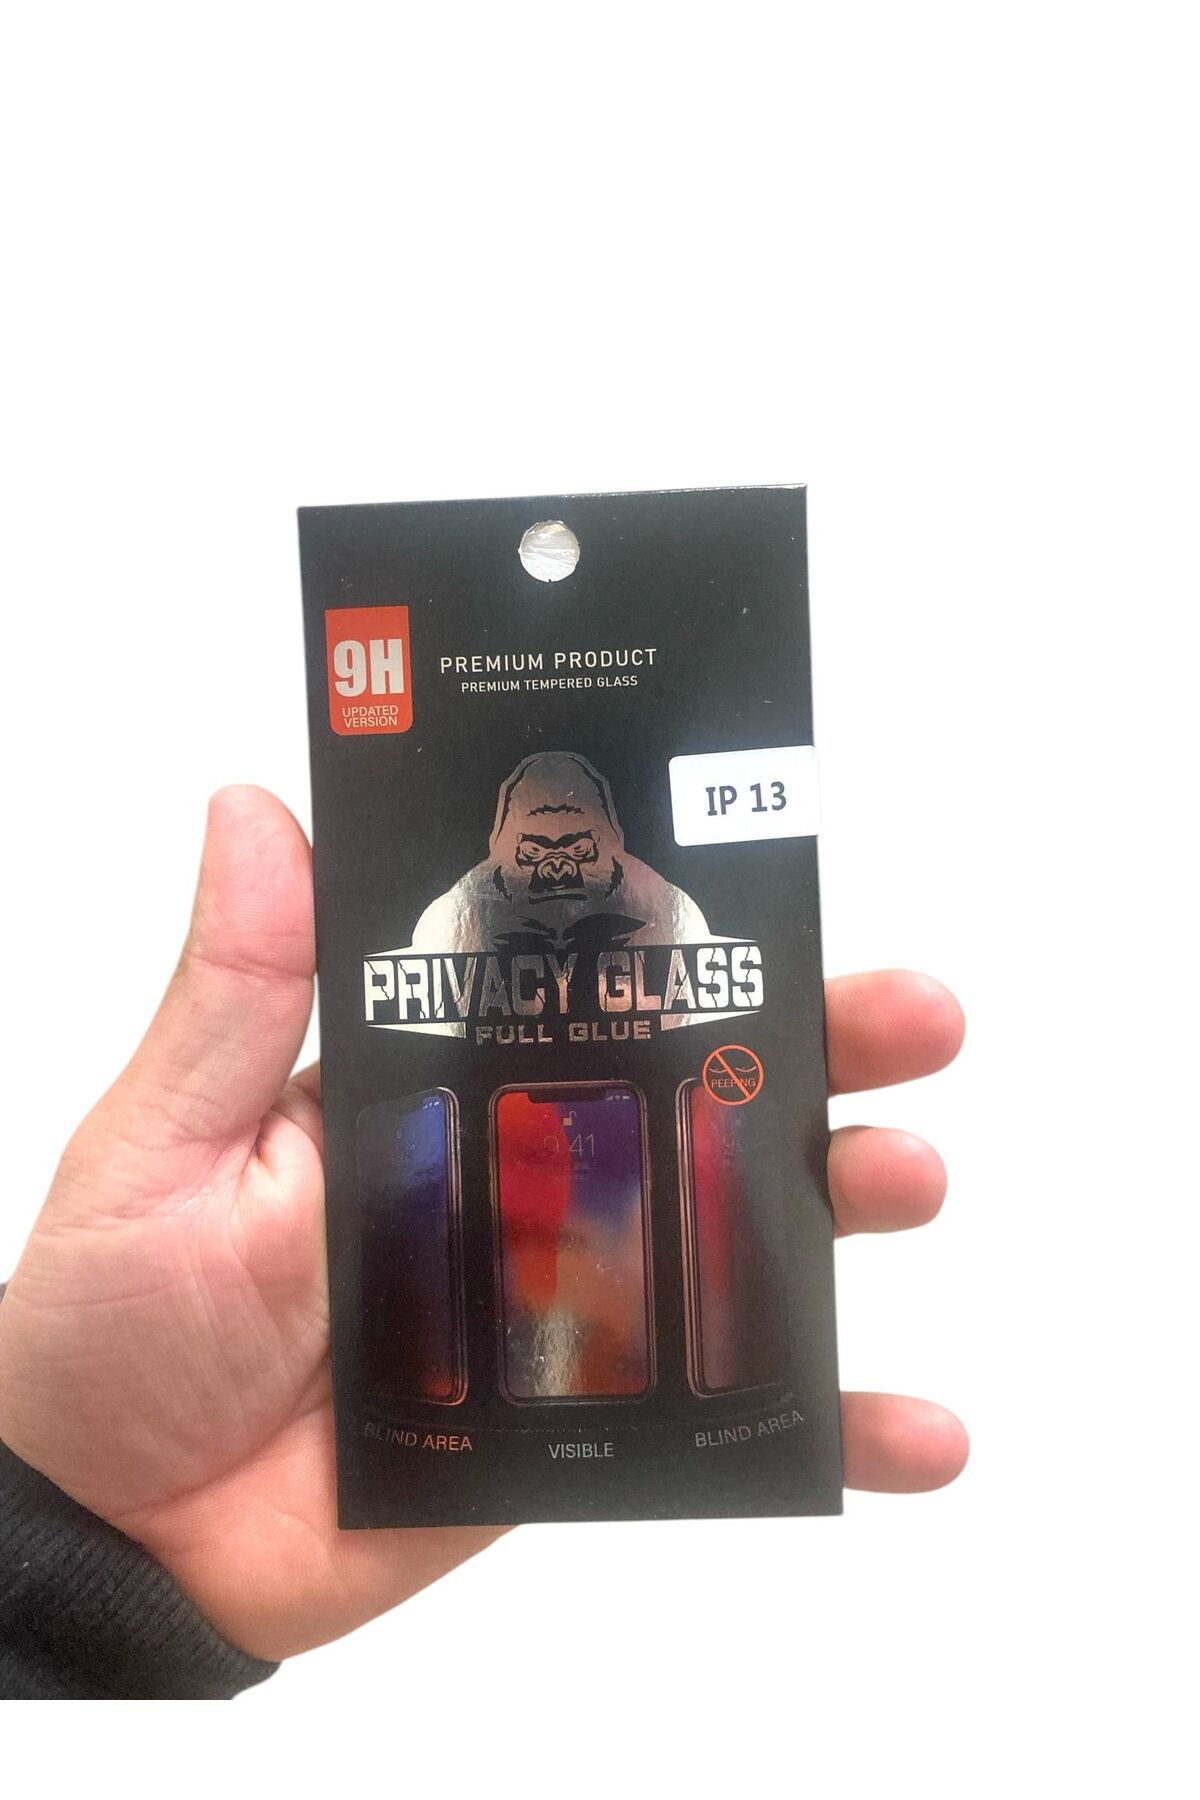 9H
UPDATED
VERSION
PREMIUM PRODUCT
PREMIUM TEMPERED GLASS
IP 13
PRIVACY GLASS
FULL GLUE
PEEPING
9:41
BLIND AREA
VISIBLE
BLIND AREA